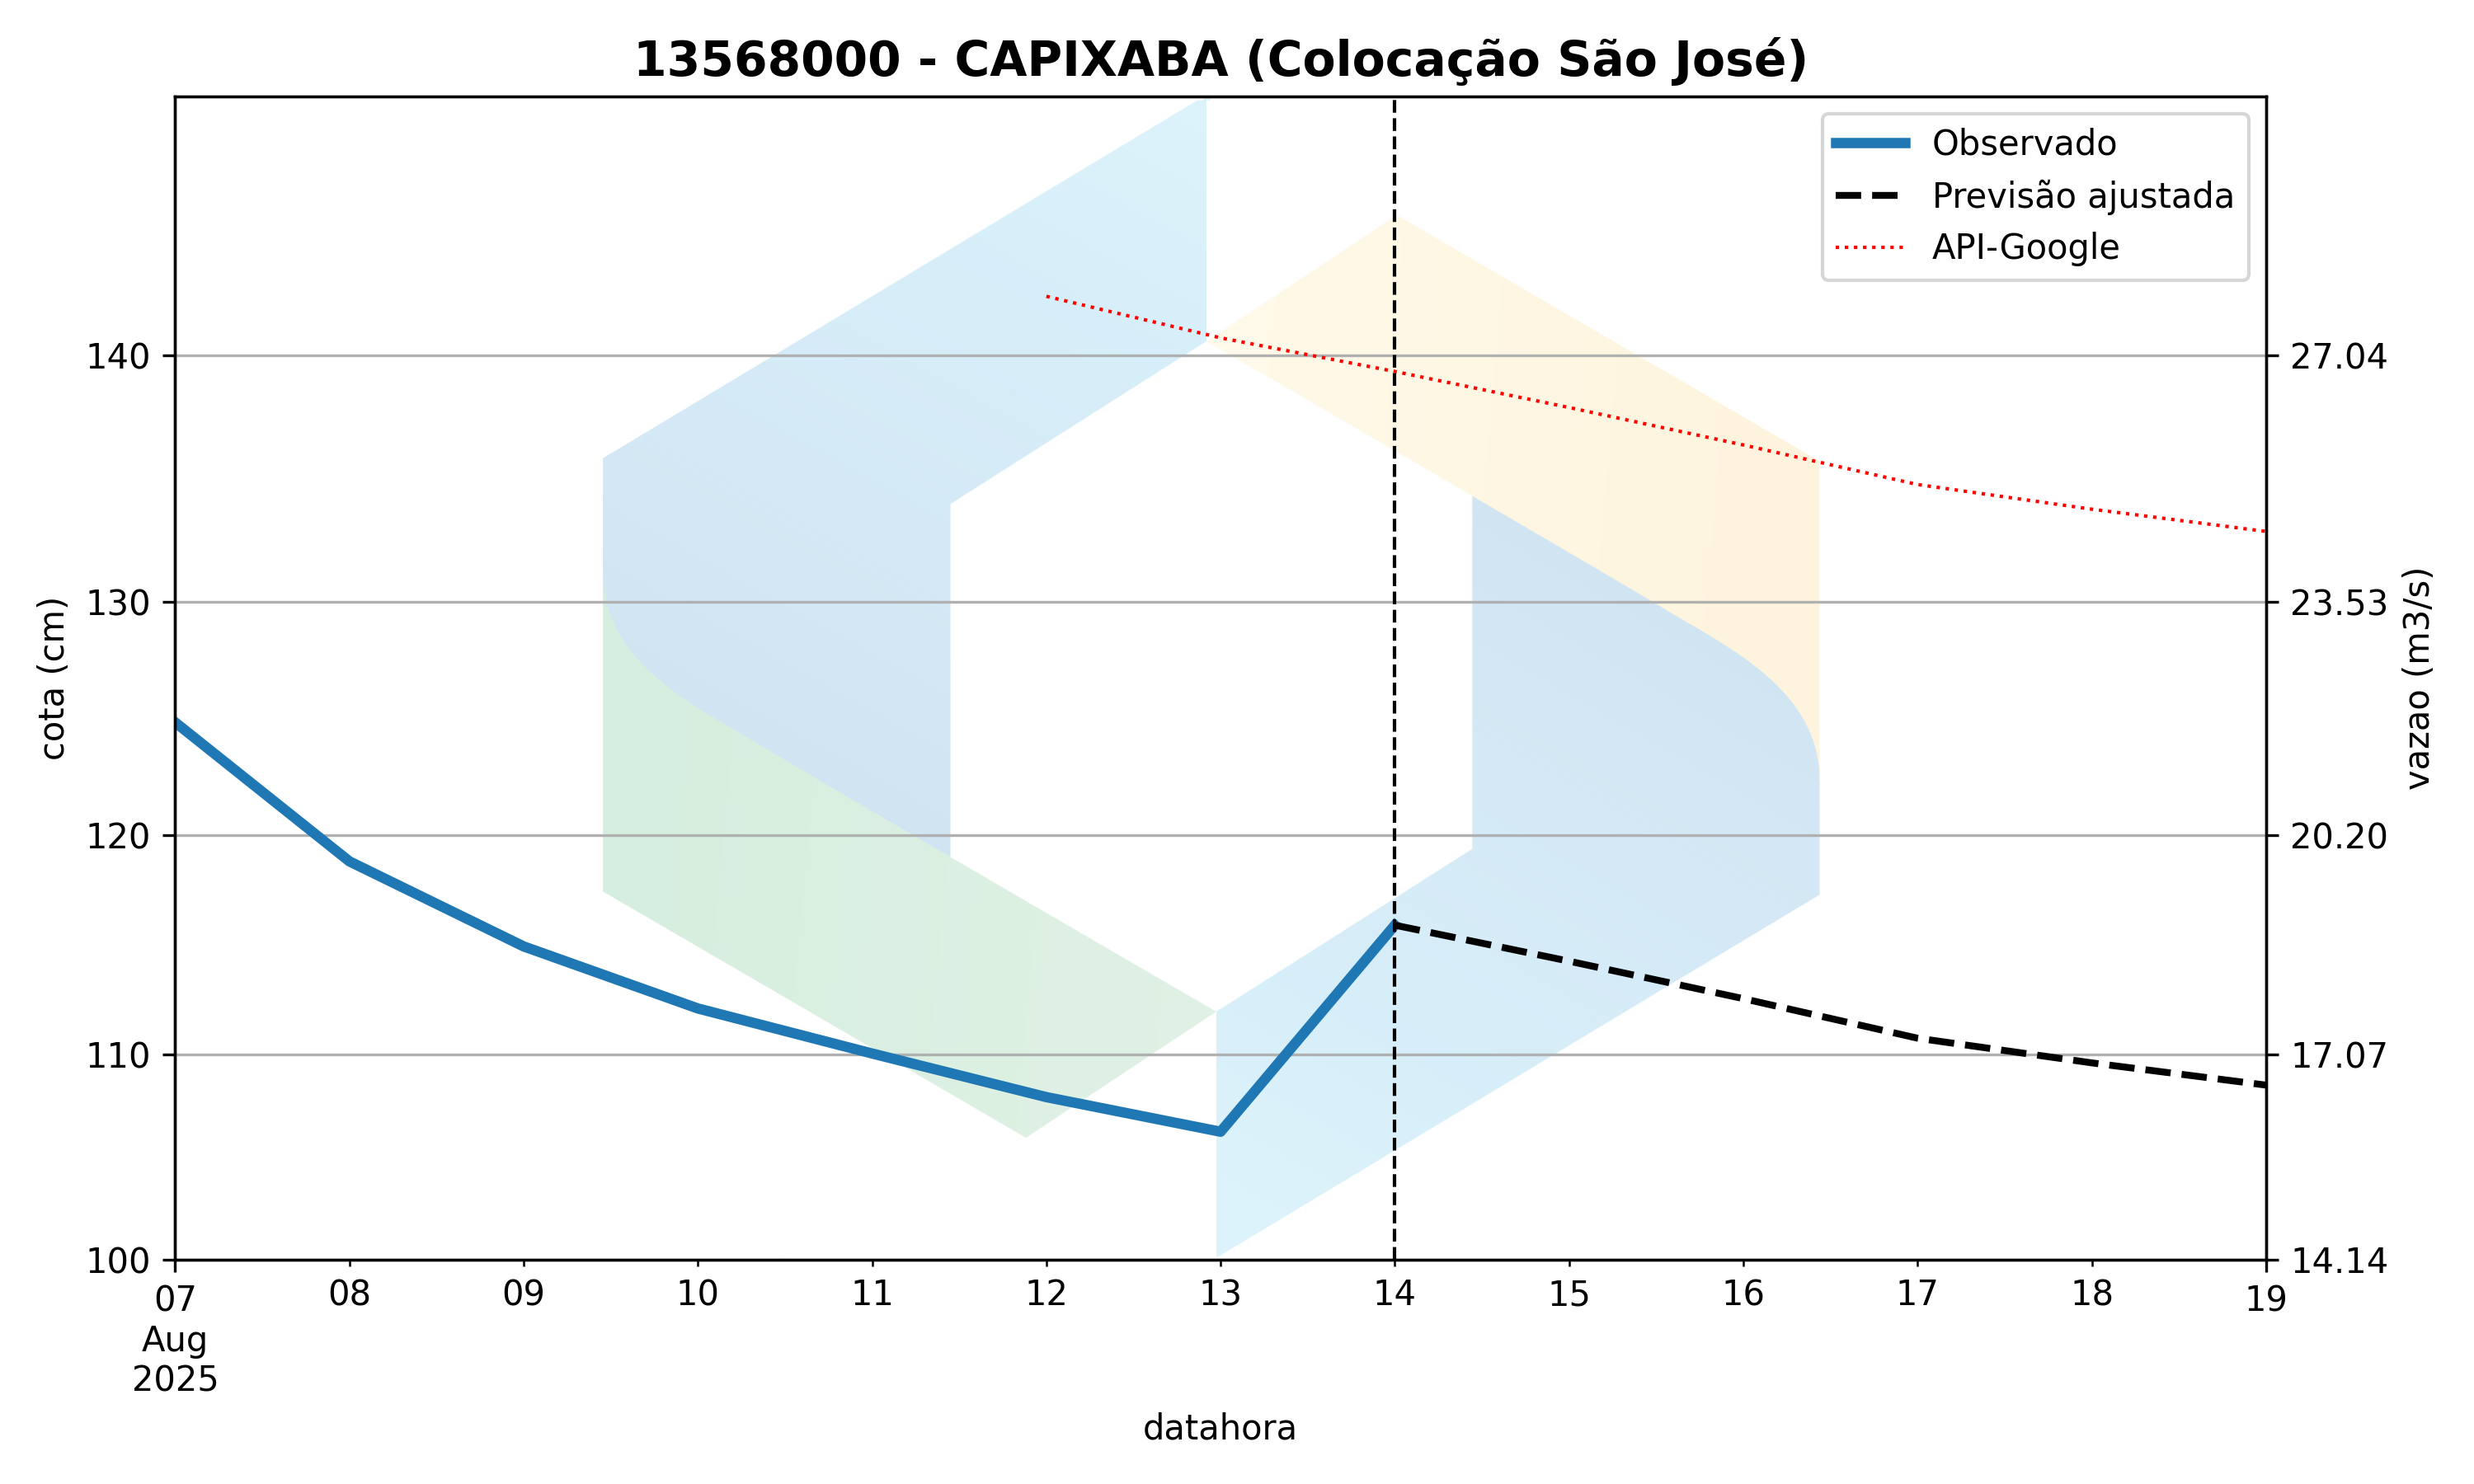 13568000 - CAPIXABA (Colocação São José)
Observado
Previsão ajustada
API-Google
cota (cm)
140
130
120
110
100
27.04
23.53
20.20
17.07
14.14
vazao (m3/s)
07 08 09 10 11 12 13 14 15 16 17 18 19
Aug
2025
datahora